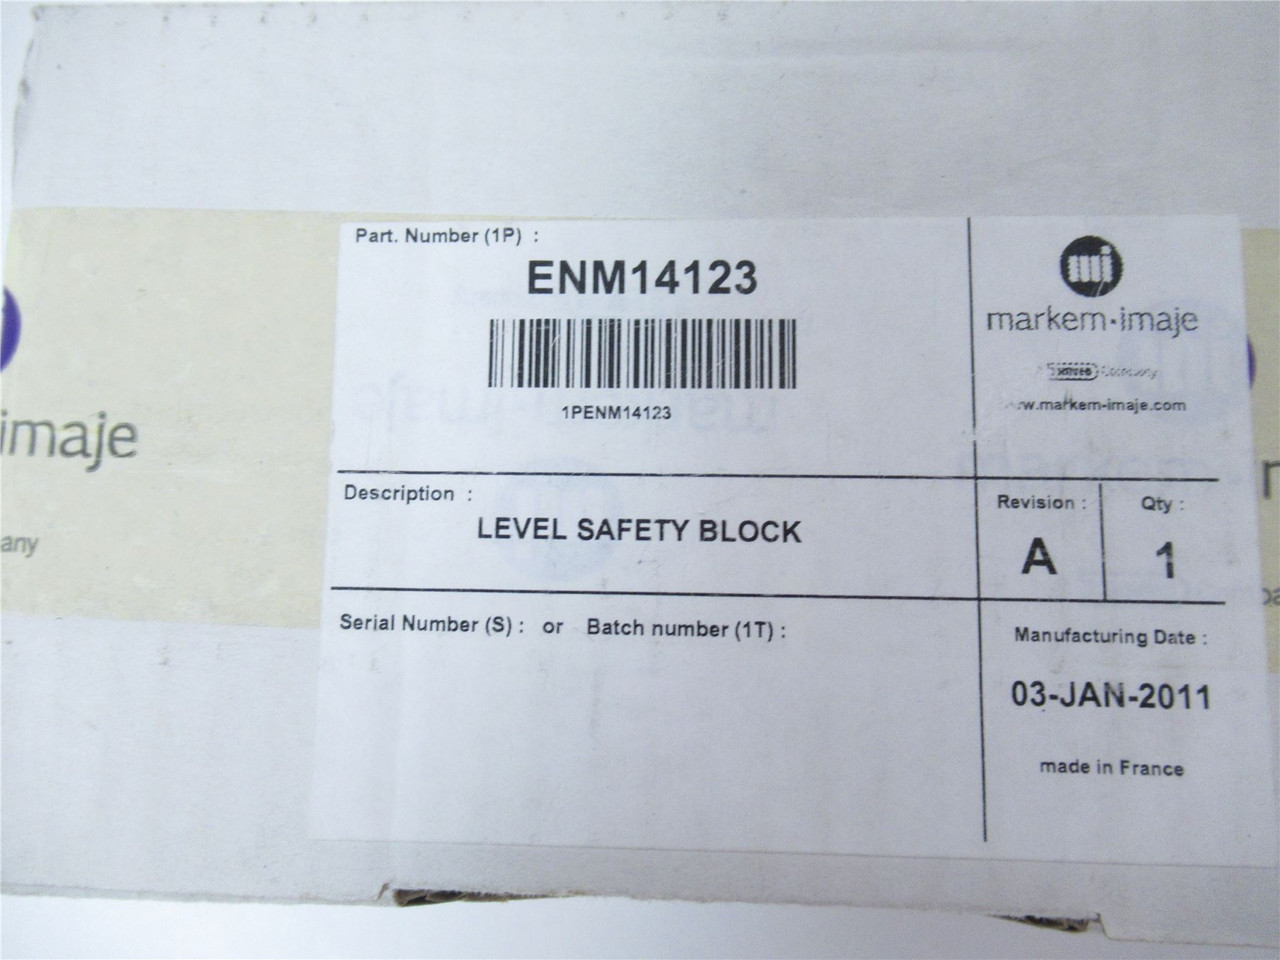 Part. Number (1P) :
ENM14123
1PENM14123
markem·imaje
Company
w.markem-imaje.com
Description :
LEVEL SAFETY BLOCK
Revision :
A
Qty :
1
Serial Number (S) : or Batch number (1T) :
Manufacturing Date :
03-JAN-2011
made in France
imaje
any